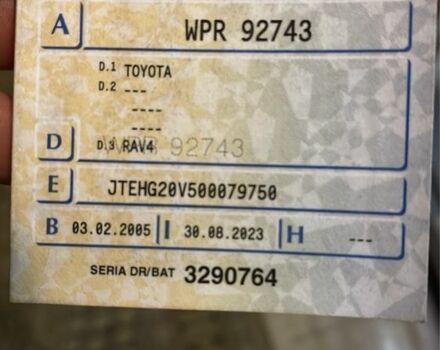 A WPR 92743
D.1 TOYOTA
D.2 ---
----
----
WPR 92743
D D.3 RAV4
E JTEHG20V500079750
B 03.02.2005 I 30.08.2023 H ---
SERIA DR/BAT 3290764